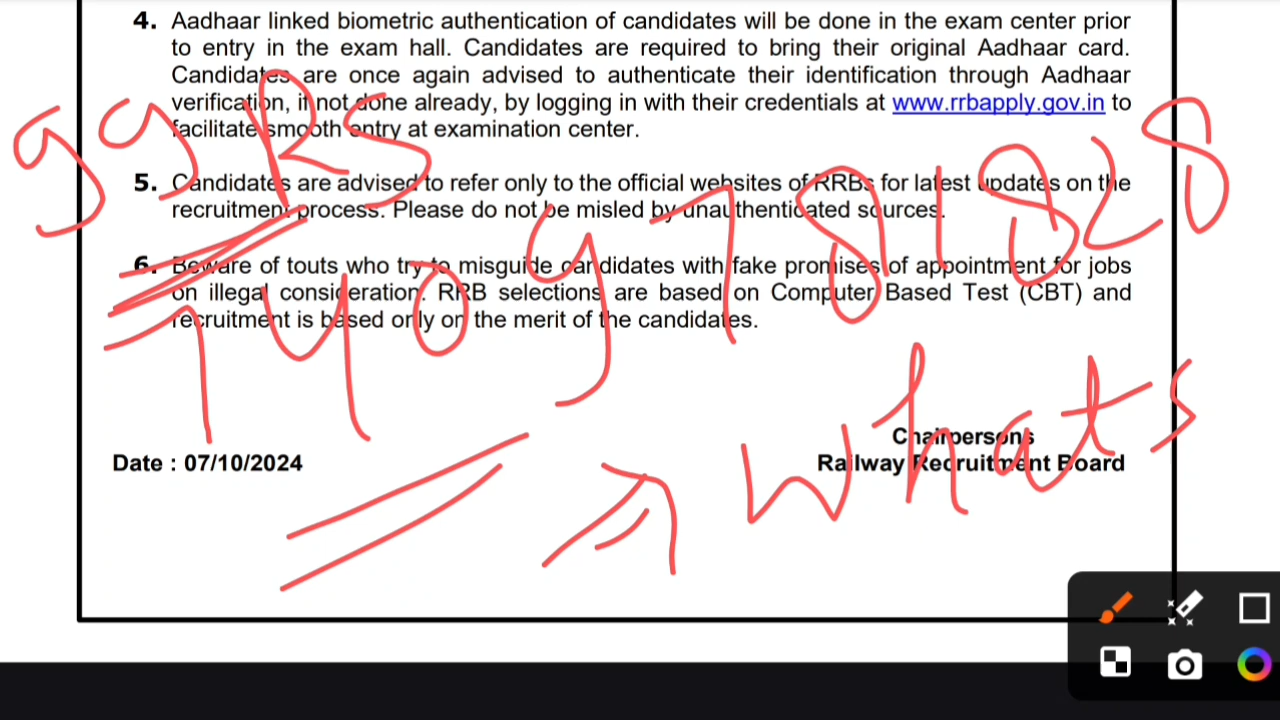 4. Aadhaar linked biometric authentication of candidates will be done in the exam center prior
to entry in the exam hall. Candidates are required to bring their original Aadhaar card.
Candidates are once again advised to authenticate their identification through Aadhaar
verification, if not done already, by logging in with their credentials at www.rrbapply.gov.in to
facilitate smooth entry at examination center.
99 RS
5. Candidates are advised to refer only to the official websites of RRBs for latest updates on the
recruitment process. Please do not be misled by unauthenticated sources.
6. Beware of touts who try to misguide candidates with fake promises of appointment for jobs
on illegal consideration. RRB selections are based on Computer Based Test (CBT) and
recruitment is based only on the merit of the candidates.
whats
Chairpersons
Date : 07/10/2024 Railway Recruitment Board